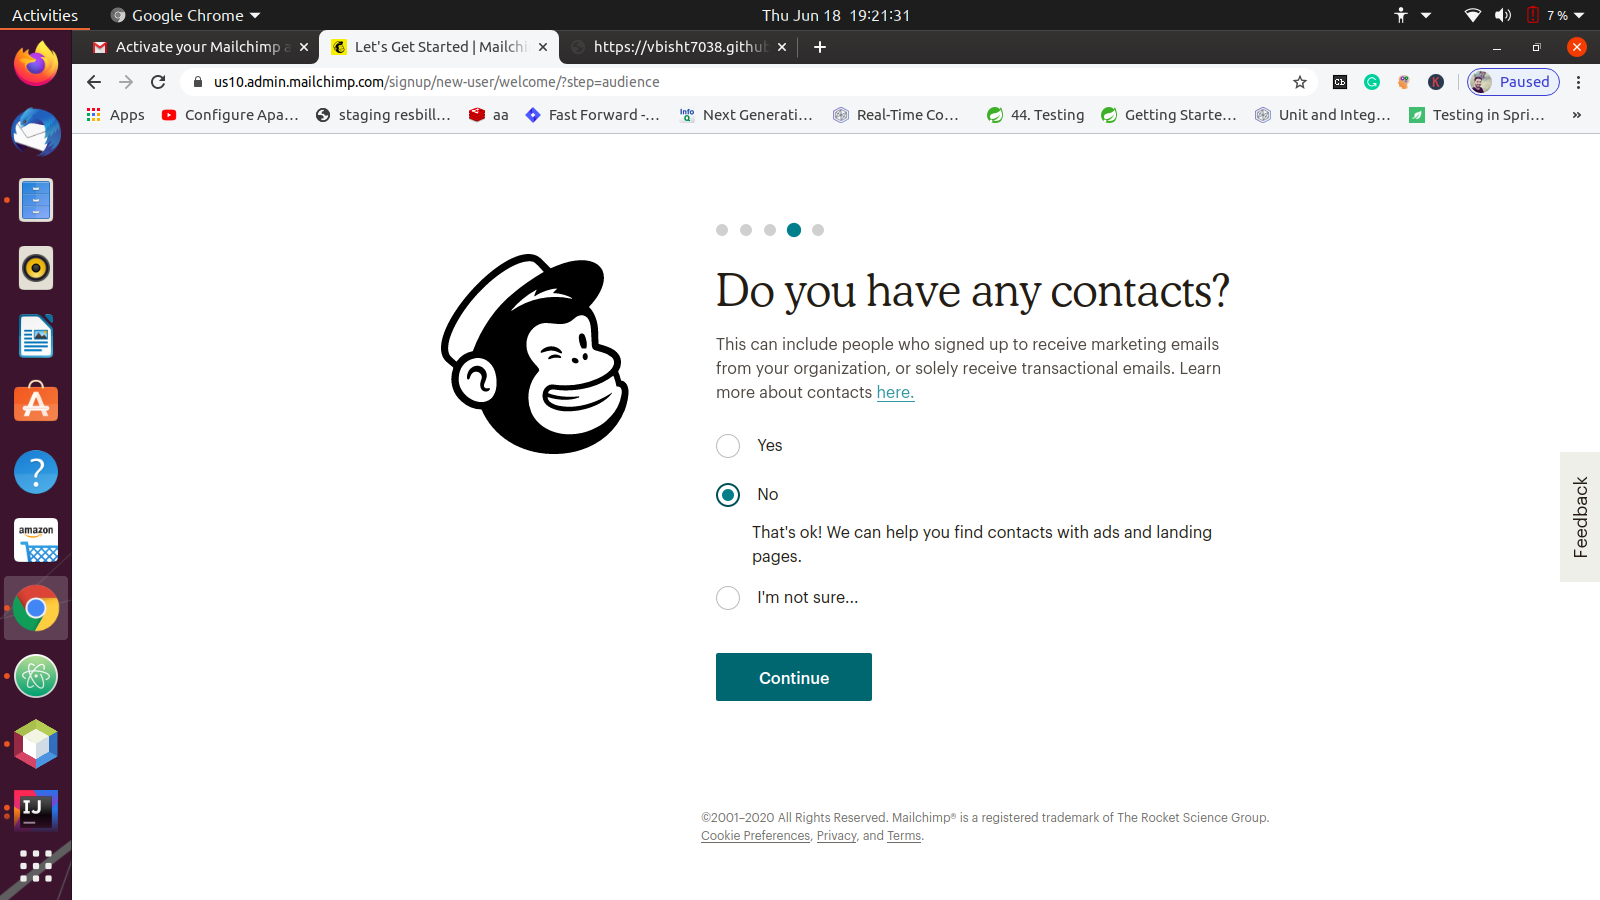 Activities Google Chrome Thu Jun 18 19:21:31 7 %
Activate your Mailchimp a Let's Get Started | Mailchi https://vbisht7038.githu
us10.admin.mailchimp.com/signup/new-user/welcome/?step=audience Cb G K Paused
Apps Configure Apa... staging resbill... aa Fast Forward -... Info Q Next Generati... Real-Time Co... 44. Testing Getting Starte... Unit and Integ... Testing in Spri... »
Do you have any contacts?
This can include people who signed up to receive marketing emails
from your organization, or solely receive transactional emails. Learn
more about contacts here.
Yes
No
That's ok! We can help you find contacts with ads and landing
pages.
I'm not sure...
Continue
Feedback
amazon
IJ
©2001–2020 All Rights Reserved. Mailchimp® is a registered trademark of The Rocket Science Group.
Cookie Preferences, Privacy, and Terms.